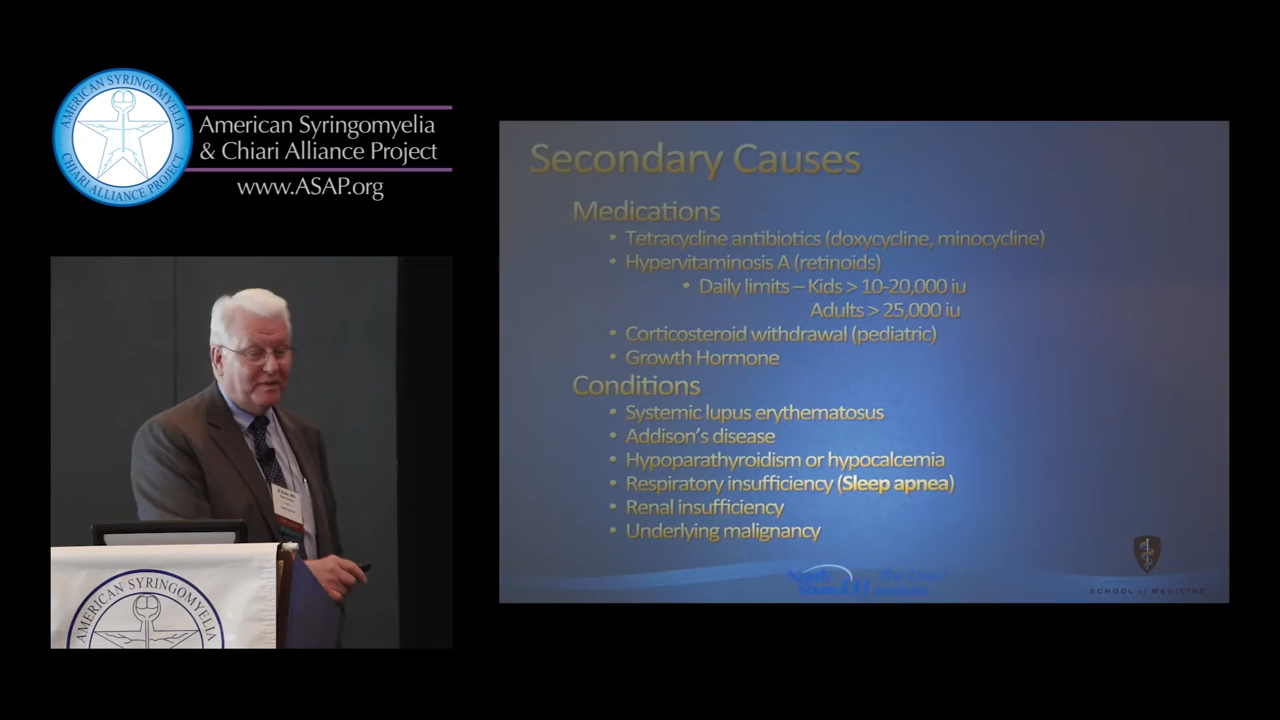 AMERICAN SYRINGOMYELIA
CHIARI ALLIANCE PROJECT
American Syringomyelia
& Chiari Alliance Project
www.ASAP.org
Secondary Causes
Medications
• Tetracycline antibiotics (doxycycline, minocycline)
• Hypervitaminosis A (retinoids)
• Daily limits – Kids > 10-20,000 iu
Adults > 25,000 iu
• Corticosteroid withdrawal (pediatric)
• Growth Hormone
Conditions
• Systemic lupus erythematosus
• Addison's disease
• Hypoparathyroidism or hypocalcemia
• Respiratory insufficiency (Sleep apnea)
• Renal insufficiency
• Underlying malignancy
North
SCHOOL of MEDICINE
AMERICAN SYRINGOMYELIA